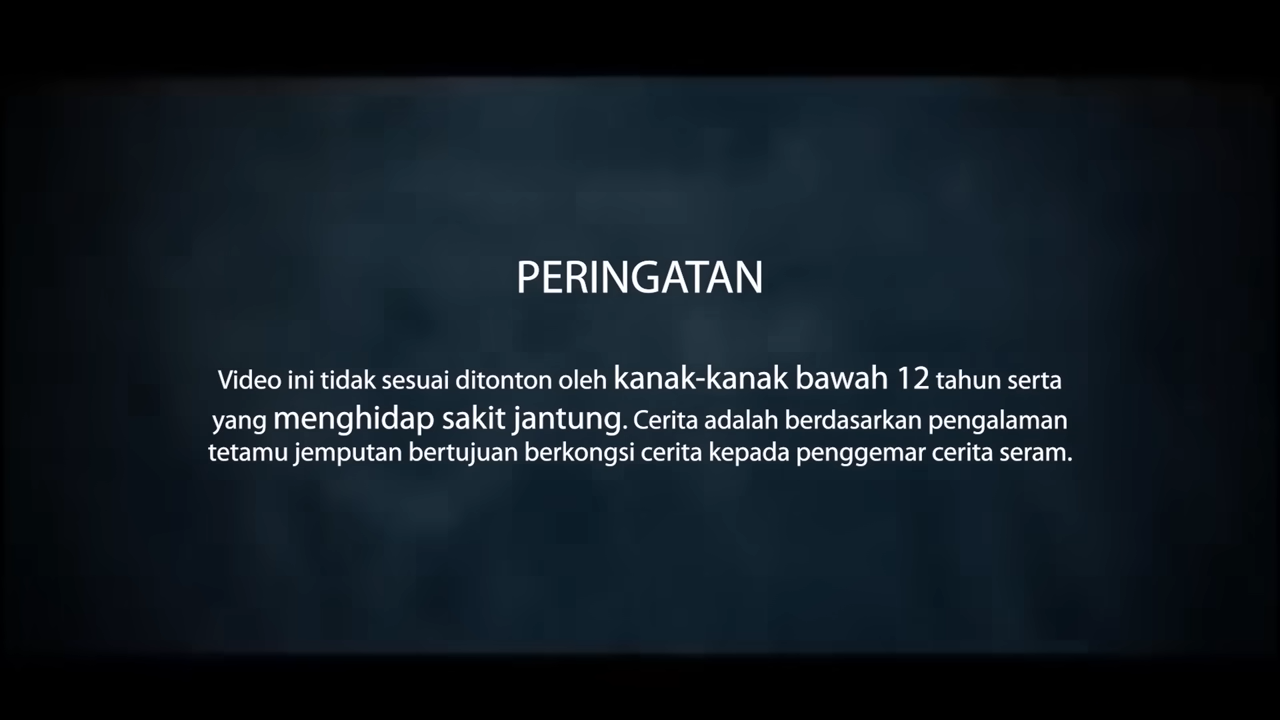 PERINGATAN
Video ini tidak sesuai ditonton oleh kanak-kanak bawah 12 tahun serta
yang menghidap sakit jantung. Cerita adalah berdasarkan pengalaman
tetamu jemputan bertujuan berkongsi cerita kepada penggemar cerita seram.